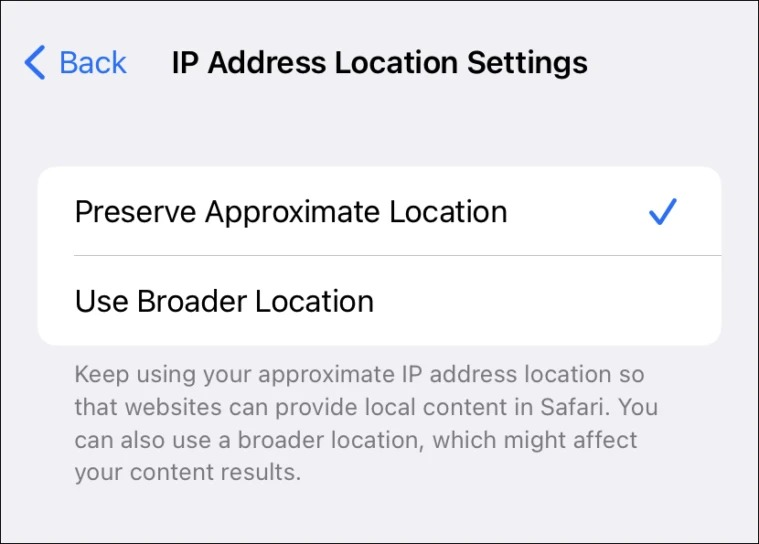 Back IP Address Location Settings
Preserve Approximate Location
Use Broader Location
Keep using your approximate IP address location so
that websites can provide local content in Safari. You
can also use a broader location, which might affect
your content results.